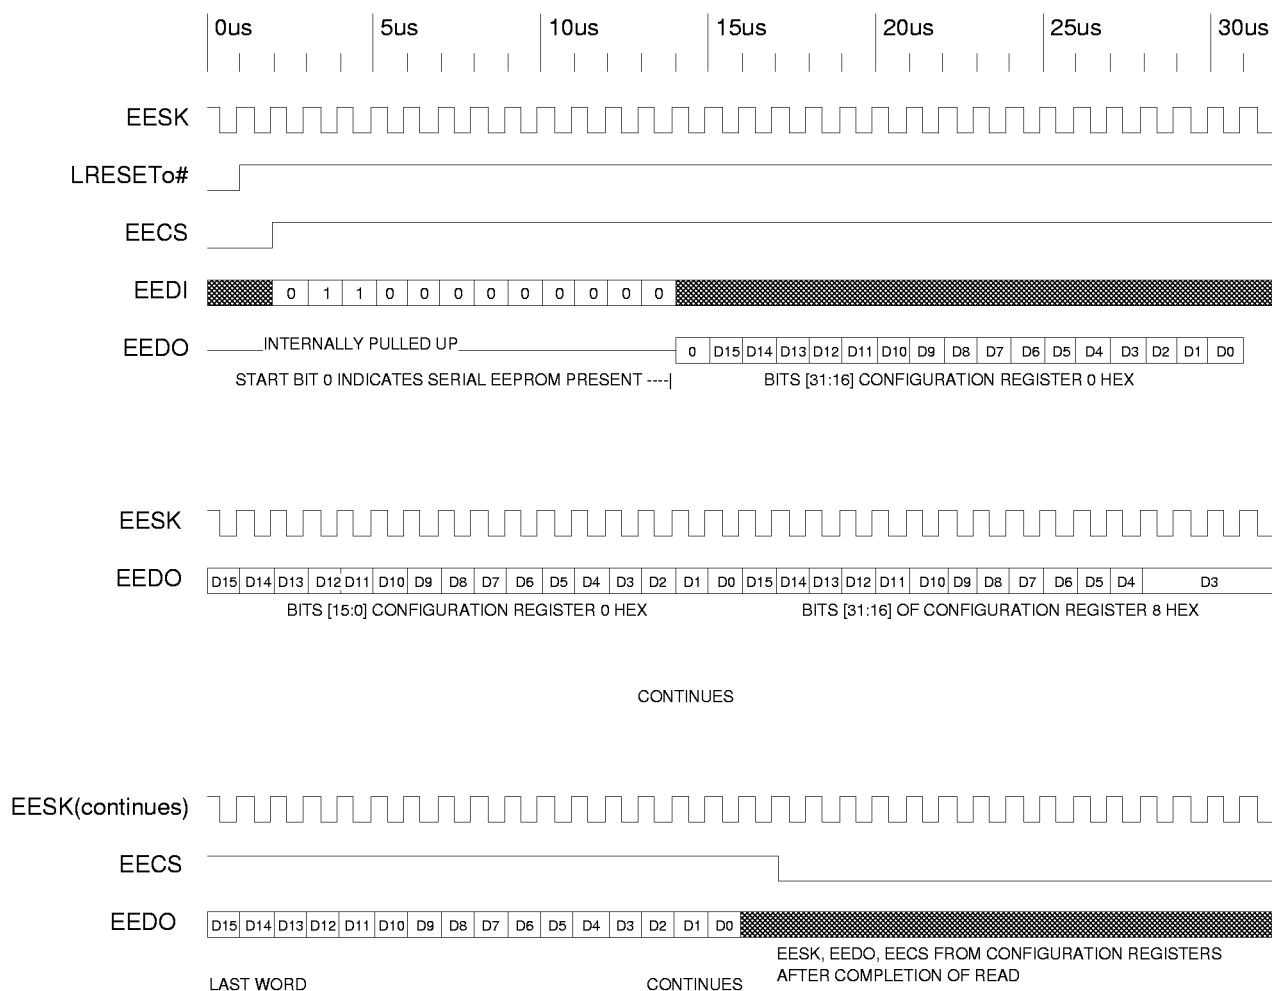 0us 5us 10us 15us 20us 25us 30us
EESK
LRESETo#
EECS
EEDI 0 1 1 0 0 0 0 0 0 0 0 0
EEDO INTERNALLY PULLED UP 0 D15 D14 D13 D12 D11 D10 D9 D8 D7 D6 D5 D4 D3 D2 D1 D0
START BIT 0 INDICATES SERIAL EEPROM PRESENT ----| BITS [31:16] CONFIGURATION REGISTER 0 HEX
EESK
EEDO D15 D14 D13 D12 D11 D10 D9 D8 D7 D6 D5 D4 D3 D2 D1 D0 D15 D14 D13 D12 D11 D10 D9 D8 D7 D6 D5 D4 D3
BITS [15:0] CONFIGURATION REGISTER 0 HEX BITS [31:16] OF CONFIGURATION REGISTER 8 HEX
CONTINUES
EESK(continues)
EECS
EEDO D15 D14 D13 D12 D11 D10 D9 D8 D7 D6 D5 D4 D3 D2 D1 D0
EESK, EEDO, EECS FROM CONFIGURATION REGISTERS
AFTER COMPLETION OF READ
LAST WORD CONTINUES